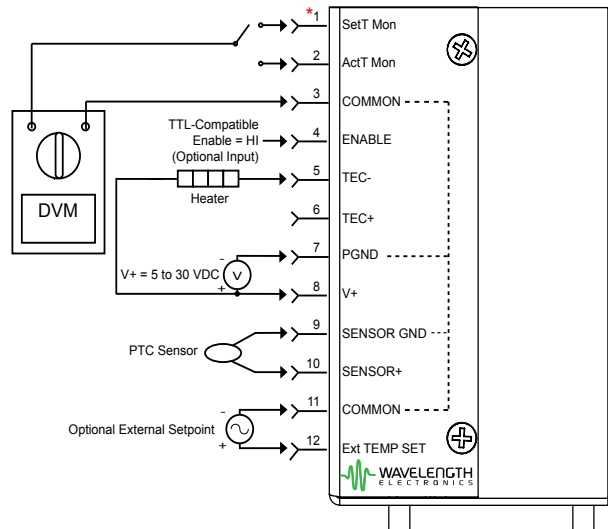 *1 SetT Mon
2 ActT Mon
3 COMMON
TTL-Compatible
Enable = HI
(Optional Input)
4 ENABLE
5 TEC-
Heater
DVM
6 TEC+
7 PGND
-
V+ = 5 to 30 VDC
V
+
8 V+
9 SENSOR GND
PTC Sensor
10 SENSOR+
11 COMMON
-
Optional External Setpoint
+
12 Ext TEMP SET
WAVELENGTH
ELECTRONICS